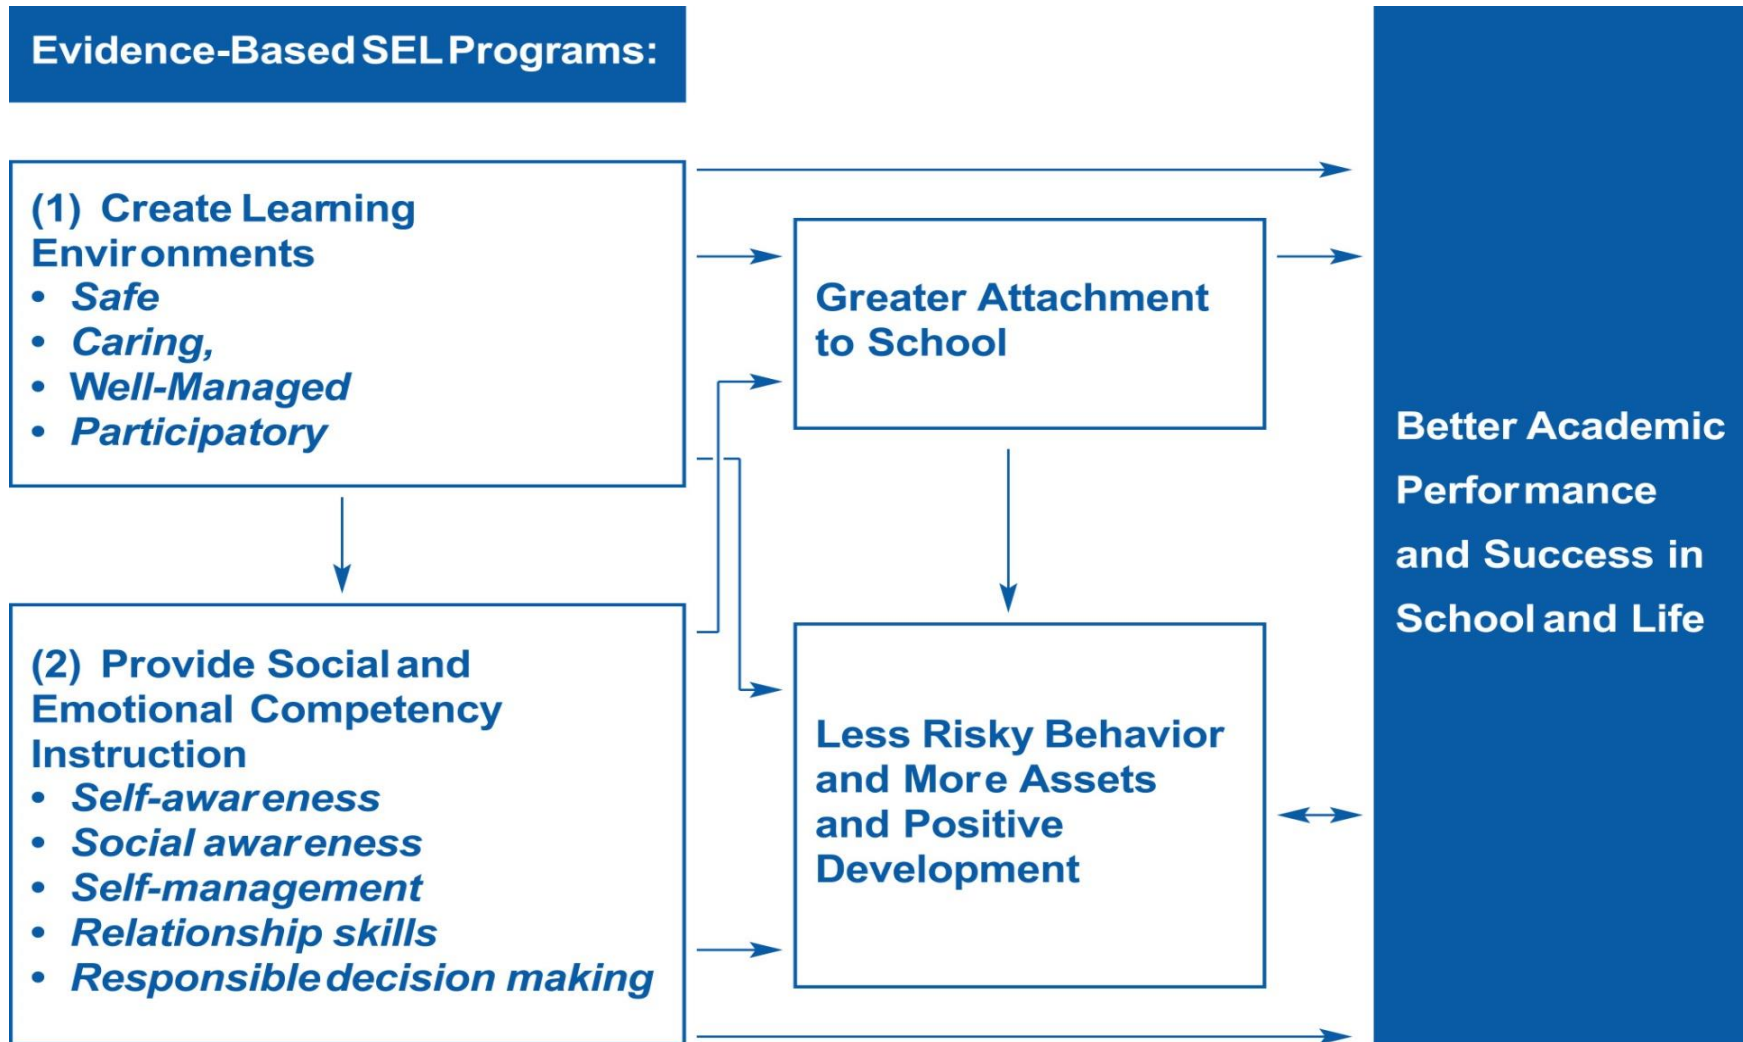 Evidence-Based SEL Programs:
(1) Create Learning
Environments
• Safe
• Caring,
• Well-Managed
• Participatory
(2) Provide Social and
Emotional Competency
Instruction
• Self-awareness
• Social awareness
• Self-management
• Relationship skills
• Responsible decision making
Greater Attachment
to School
Less Risky Behavior
and More Assets
and Positive
Development
Better Academic
Performance
and Success in
School and Life